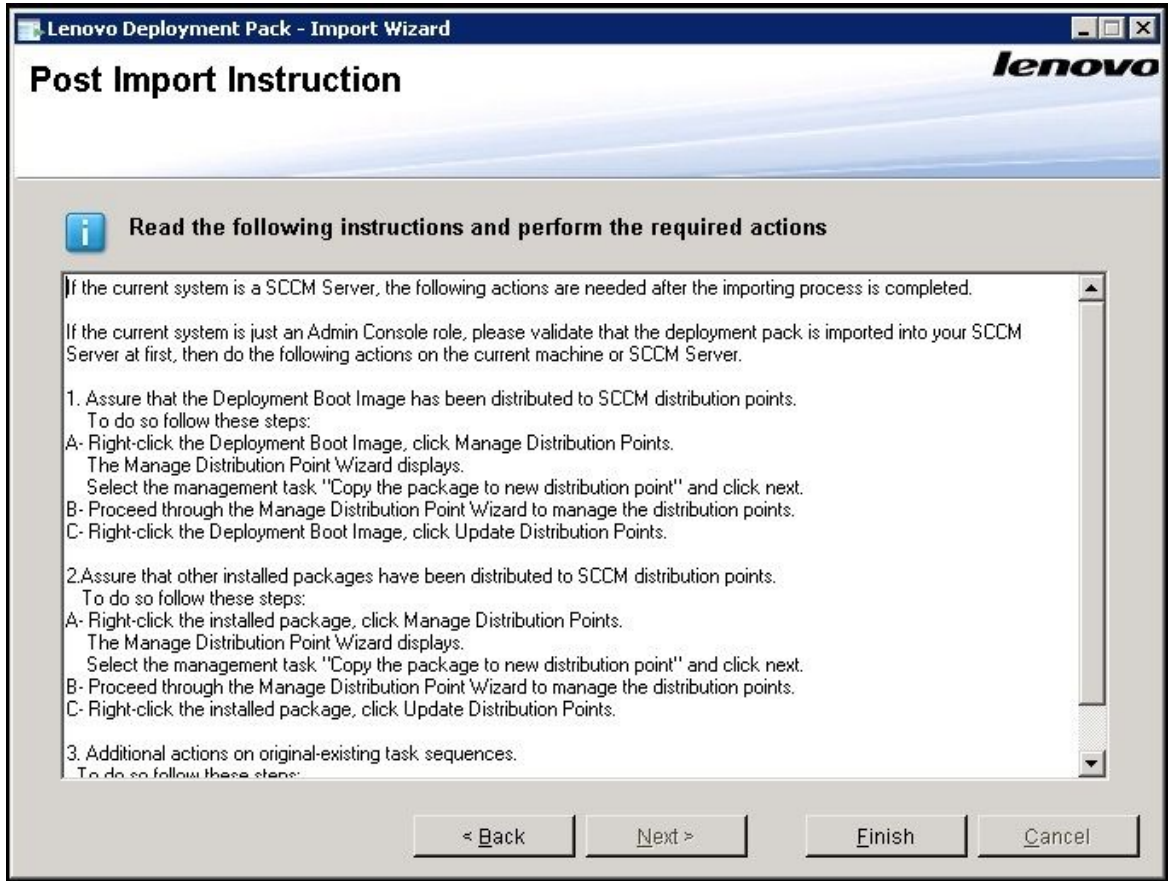 Lenovo Deployment Pack - Import Wizard
Post Import Instruction
lenovo
Read the following instructions and perform the required actions
If the current system is a SCCM Server, the following actions are needed after the importing process is completed.
If the current system is just an Admin Console role, please validate that the deployment pack is imported into your SCCM
Server at first, then do the following actions on the current machine or SCCM Server.
1. Assure that the Deployment Boot Image has been distributed to SCCM distribution points.
To do so follow these steps:
A- Right-click the Deployment Boot Image, click Manage Distribution Points.
The Manage Distribution Point Wizard displays.
Select the management task "Copy the package to new distribution point" and click next.
B- Proceed through the Manage Distribution Point Wizard to manage the distribution points.
C- Right-click the Deployment Boot Image, click Update Distribution Points.
2.Assure that other installed packages have been distributed to SCCM distribution points.
To do so follow these steps:
A- Right-click the installed package, click Manage Distribution Points.
The Manage Distribution Point Wizard displays.
Select the management task "Copy the package to new distribution point" and click next.
B- Proceed through the Manage Distribution Point Wizard to manage the distribution points.
C- Right-click the installed package, click Update Distribution Points.
3. Additional actions on original-existing task sequences.
To do so follow these steps:
< Back
Next >
Finish
Cancel